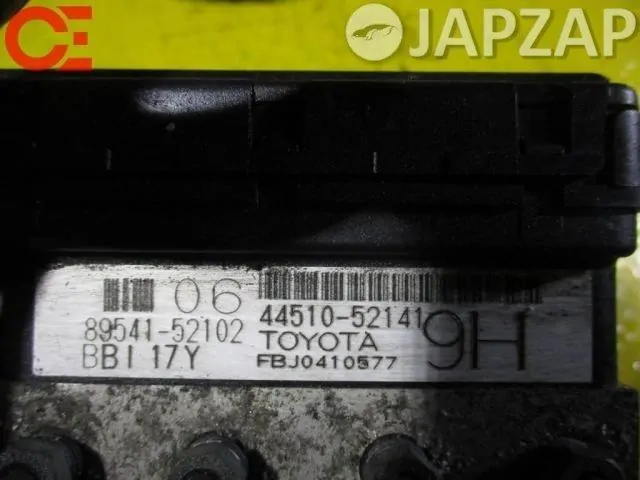 CE
JAPZAP
06
44510-52141
89541-52102
TOYOTA
9H
BBI 17Y
FBJ0410577